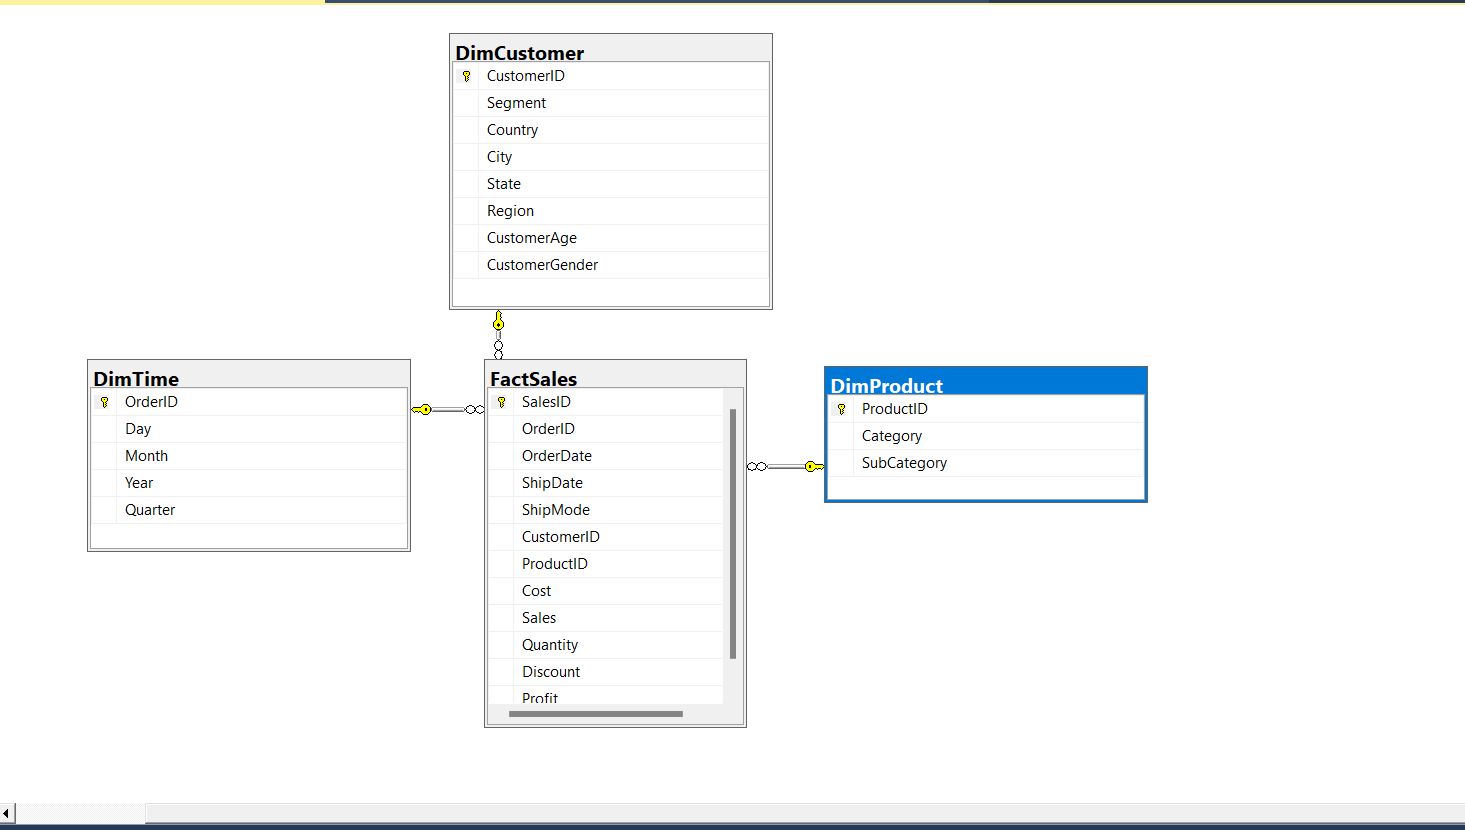 DimCustomer
CustomerID
Segment
Country
City
State
Region
CustomerAge
CustomerGender
DimTime
OrderID
Day
Month
Year
Quarter
FactSales
SalesID
OrderID
OrderDate
ShipDate
ShipMode
CustomerID
ProductID
Cost
Sales
Quantity
Discount
Profit
DimProduct
ProductID
Category
SubCategory